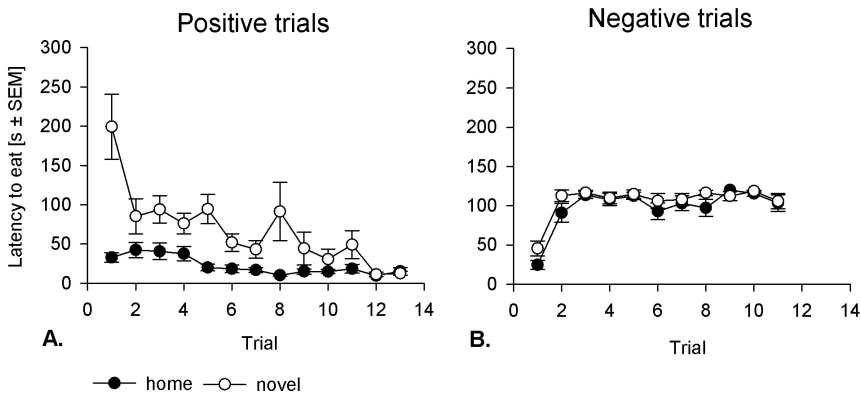 Positive trials
Negative trials
Latency to eat [s ± SEM]
300
250
200
150
100
50
0
0 2 4 6 8 10 12 14
Trial
A.
300
250
200
150
100
50
0
0 2 4 6 8 10 12 14
Trial
B.
home novel